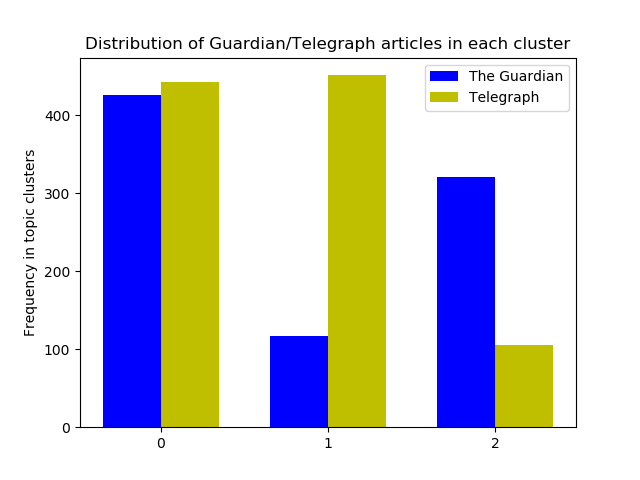 Distribution of Guardian/Telegraph articles in each cluster
The Guardian
Telegraph
Frequency in topic clusters
400
300
200
100
0
0 1 2